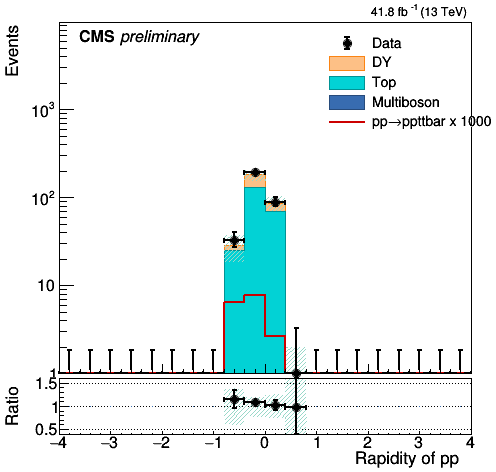 41.8 fb⁻¹ (13 TeV)
CMS preliminary
Events
Data
DY
Top
Multiboson
pp→ppttbar x 1000
10³
10²
10
1
Ratio
1.5
1
0.5
−4 −3 −2 −1 0 1 2 3 4
Rapidity of pp